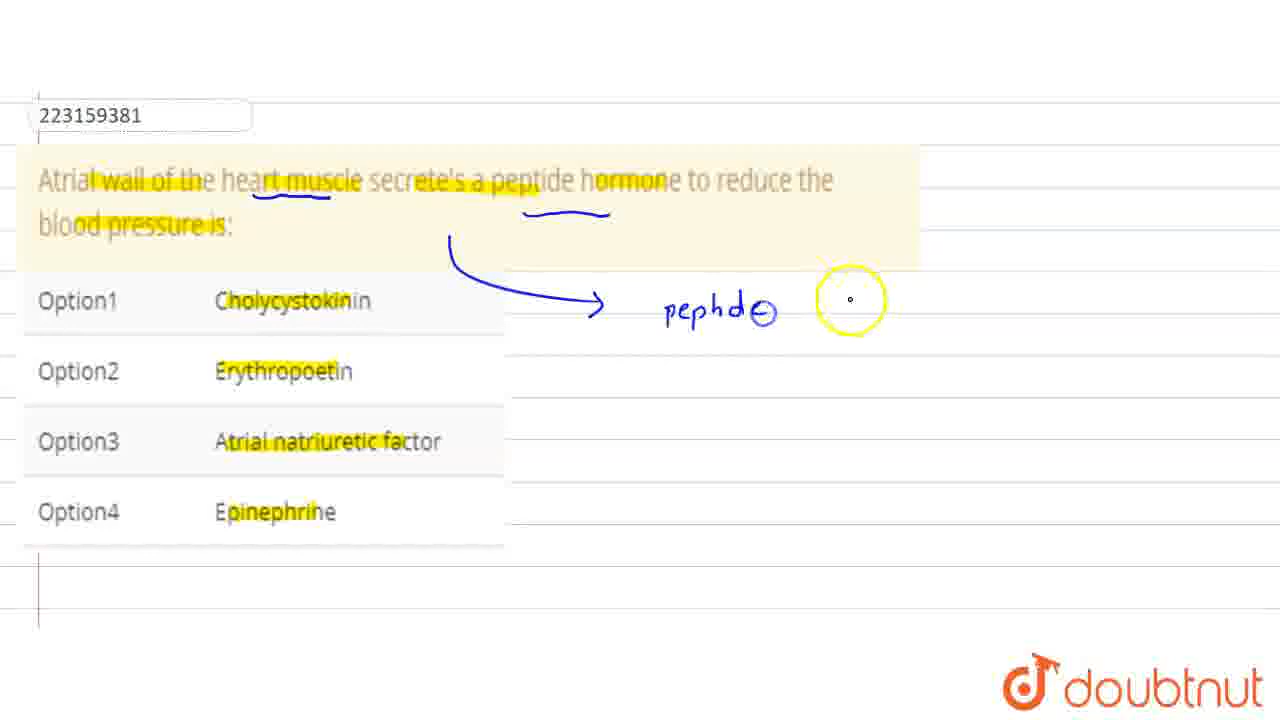 223159381
Atrial wall of the heart muscle secrete's a peptide hormone to reduce the
blood pressure is:
Option1 Cholycystokinin
pephde
Option2 Erythropoetin
Option3 Atrial natriuretic factor
Option4 Epinephrine
doubtnut